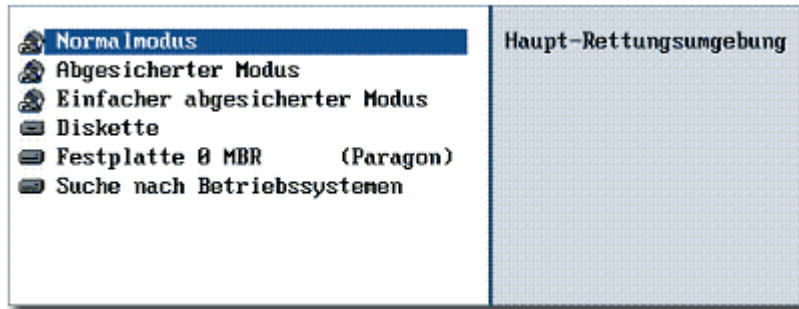 Normalmodus
Abgesicherter Modus
Einfacher abgesicherter Modus
Diskette
Festplatte 0 MBR (Paragon)
Suche nach Betriebssystemen
Haupt-Rettungsumgebung